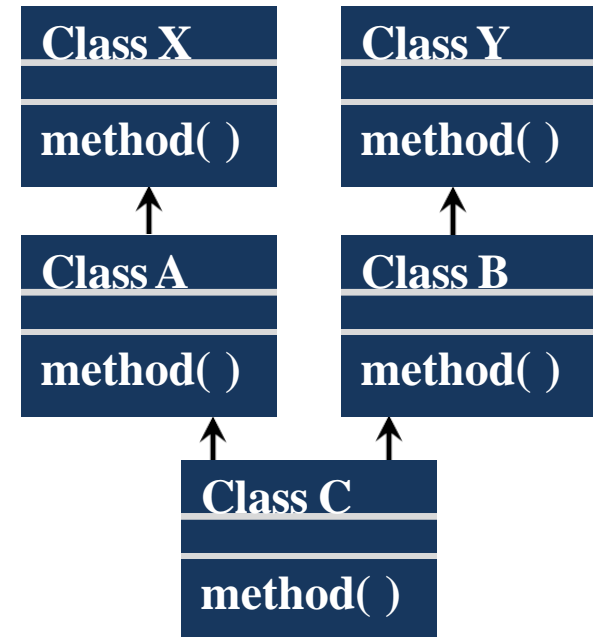 Class X
method( )
Class Y
method( )
Class A
method( )
Class B
method( )
Class C
method( )